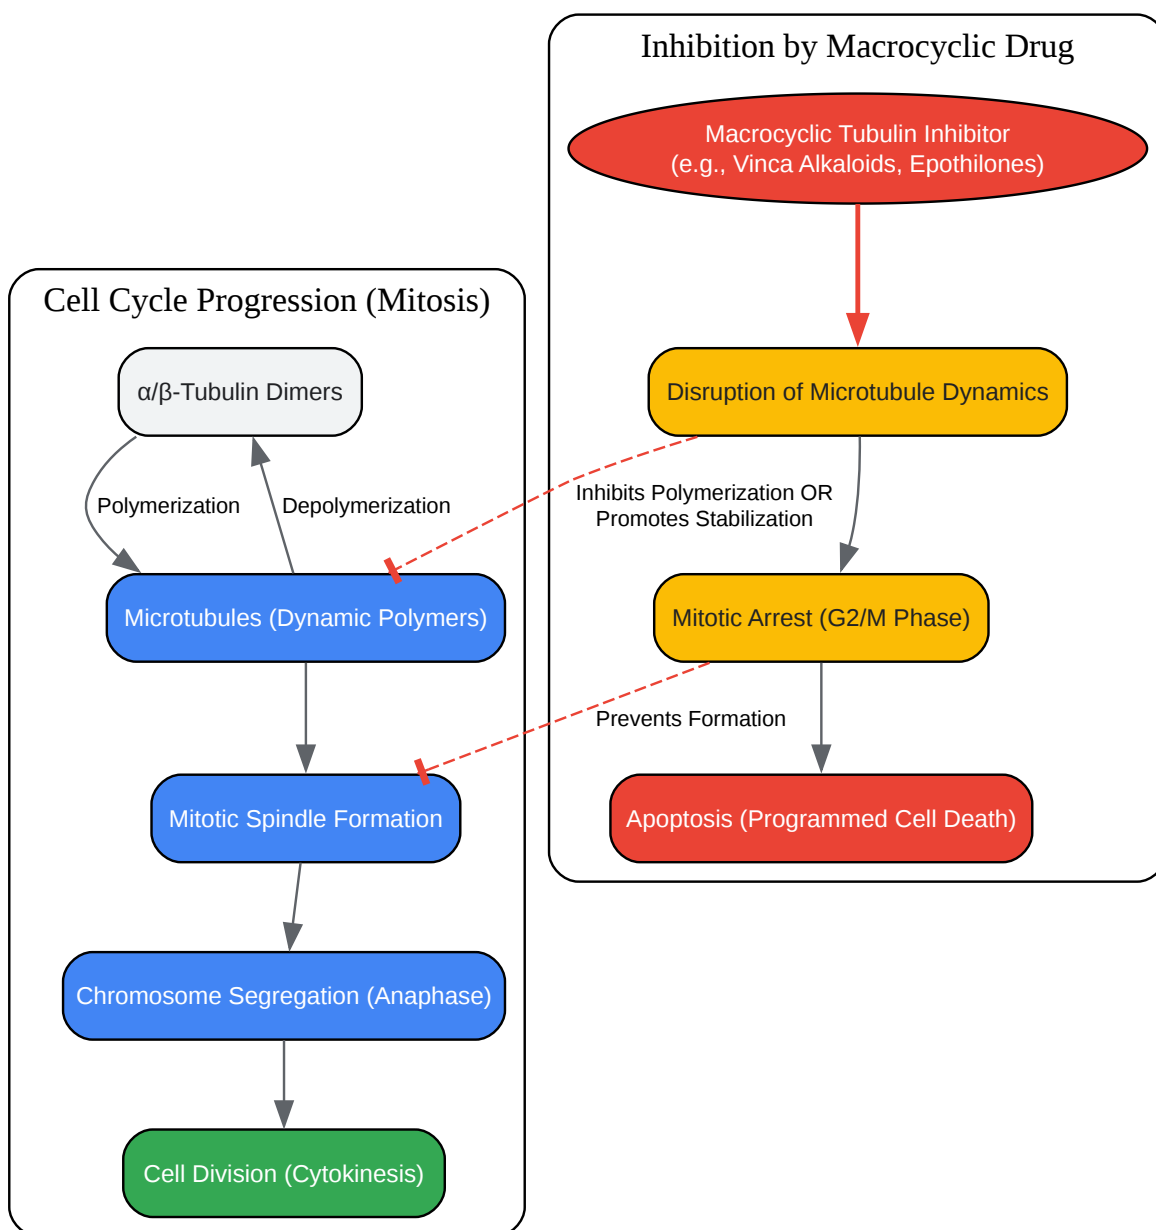 Inhibition by Macrocyclic Drug
Macrocyclic Tubulin Inhibitor
(e.g., Vinca Alkaloids, Epothilones)
Cell Cycle Progression (Mitosis)
α/β-Tubulin Dimers
Disruption of Microtubule Dynamics
Polymerization
Depolymerization
Inhibits Polymerization OR
Promotes Stabilization
Microtubules (Dynamic Polymers)
Mitotic Arrest (G2/M Phase)
Prevents Formation
Mitotic Spindle Formation
Apoptosis (Programmed Cell Death)
Chromosome Segregation (Anaphase)
Cell Division (Cytokinesis)